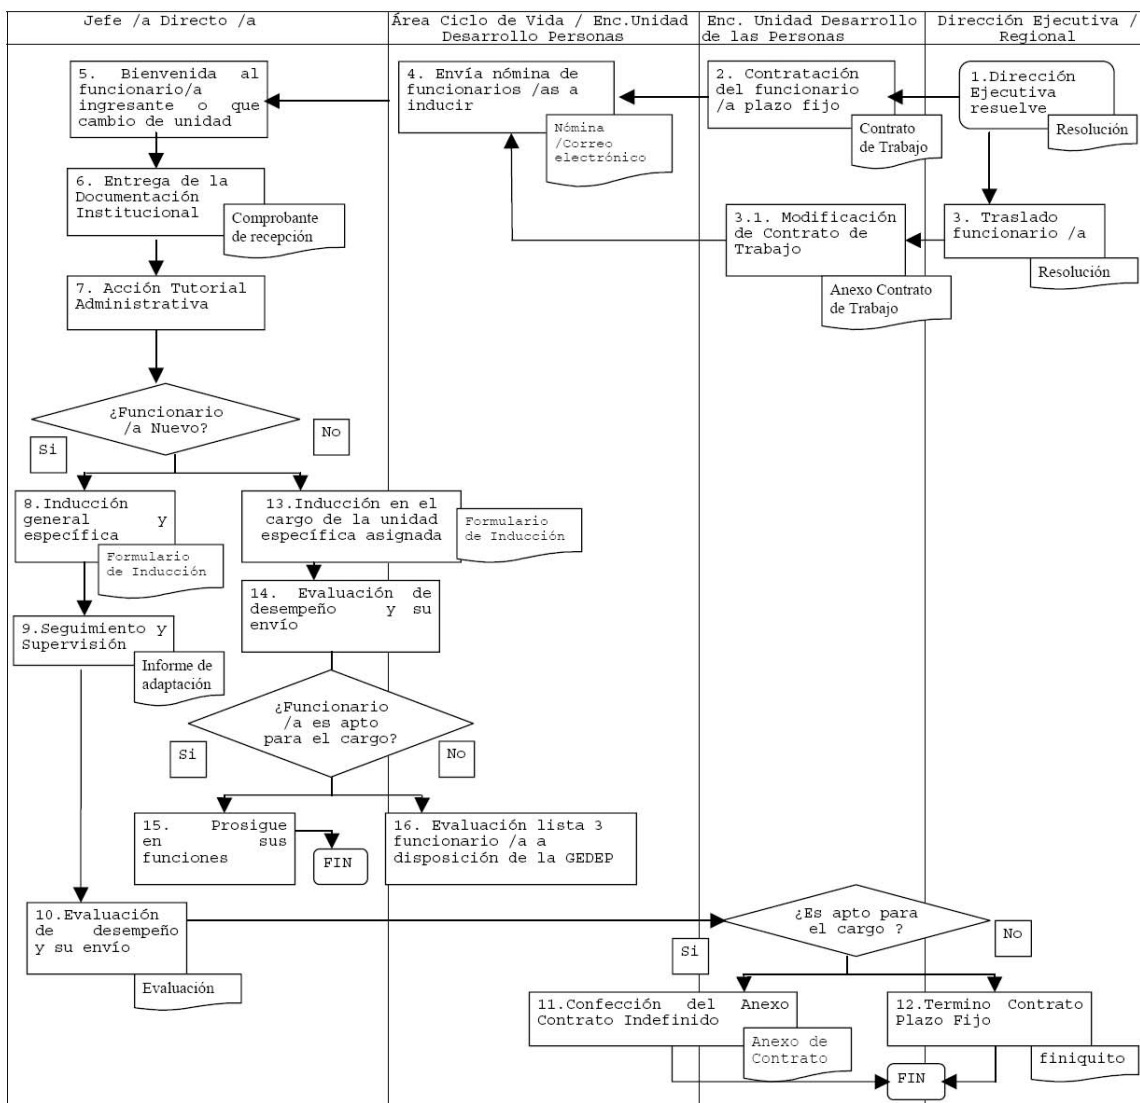 Jefe /a Directo /a
Área Ciclo de Vida / Enc.Unidad
Desarrollo Personas
Enc. Unidad Desarrollo
de las Personas
Dirección Ejecutiva /
Regional
5. Bienvenida al
funcionario/a
ingresante o que
cambio de unidad
4. Envía nómina de
funcionarios /as a
inducir
Nómina
/Correo
electrónico
2. Contratación
del funcionario
/a plazo fijo
Contrato
de Trabajo
1.Dirección
Ejecutiva
resuelve
Resolución
6. Entrega de la
Documentación
Institucional
Comprobante
de recepción
3.1. Modificación
de Contrato de
Trabajo
Anexo Contrato
de Trabajo
3. Traslado
funcionario /a
Resolución
7. Acción Tutorial
Administrativa
¿Funcionario
/a Nuevo?
Si
No
8.Inducción
general y
específica
Formulario
de Inducción
13.Inducción en el
cargo de la unidad
específica asignada
Formulario
de Inducción
14. Evaluación de
desempeño y su
envío
9.Seguimiento y
Supervisión
Informe de
adaptación
¿Funcionario
/a es apto
para el cargo?
Si
No
15. Prosigue
en sus
funciones
FIN
16. Evaluación lista 3
funcionario /a a
disposición de la GEDEP
10.Evaluación
de desempeño
y su envío
Evaluación
¿Es apto para
el cargo ?
Si
No
11.Confección del Anexo
Contrato Indefinido
Anexo de
Contrato
12.Termino Contrato
Plazo Fijo
finiquito
FIN